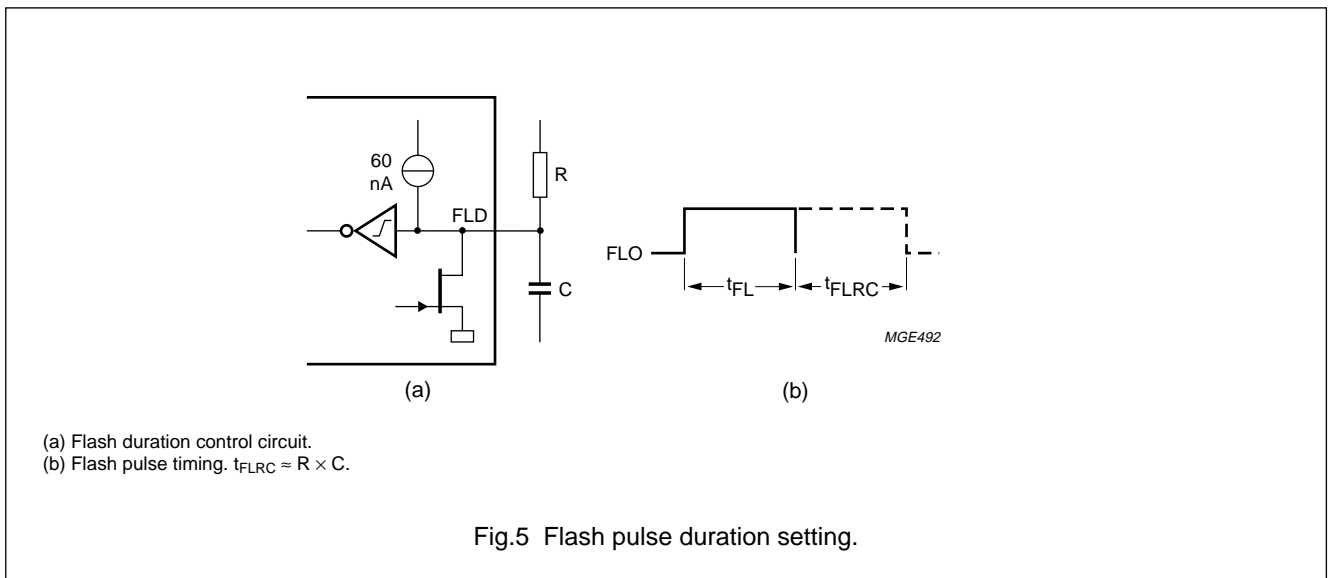 60
nA
FLD
R
C
(a)
FLO
tFL
tFLRC
MGE492
(b)
(a) Flash duration control circuit.
(b) Flash pulse timing. tFLRC ≈ R × C.
Fig.5 Flash pulse duration setting.